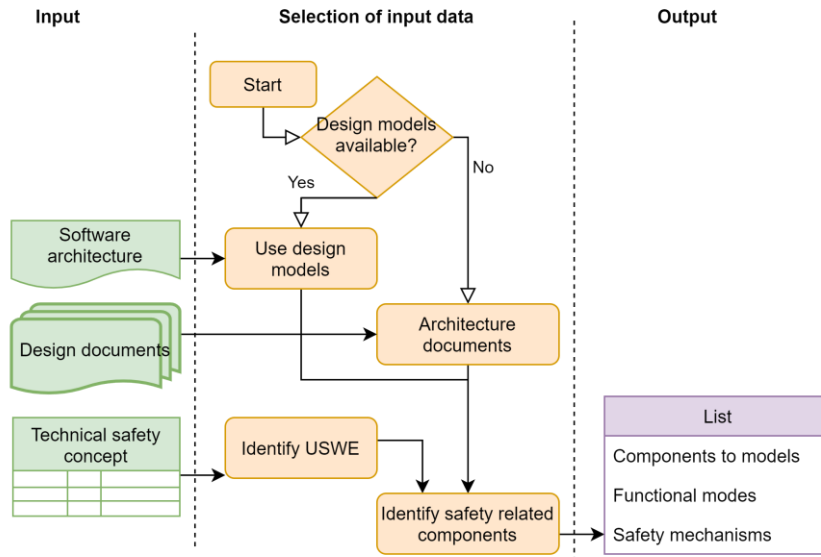 Input
Selection of input data
Output
Start
Design models
available?
Yes
No
Software
architecture
Use design
models
Design documents
Architecture
documents
Technical safety
concept
Identify USWE
Identify safety related
components
List
Components to models
Functional modes
Safety mechanisms